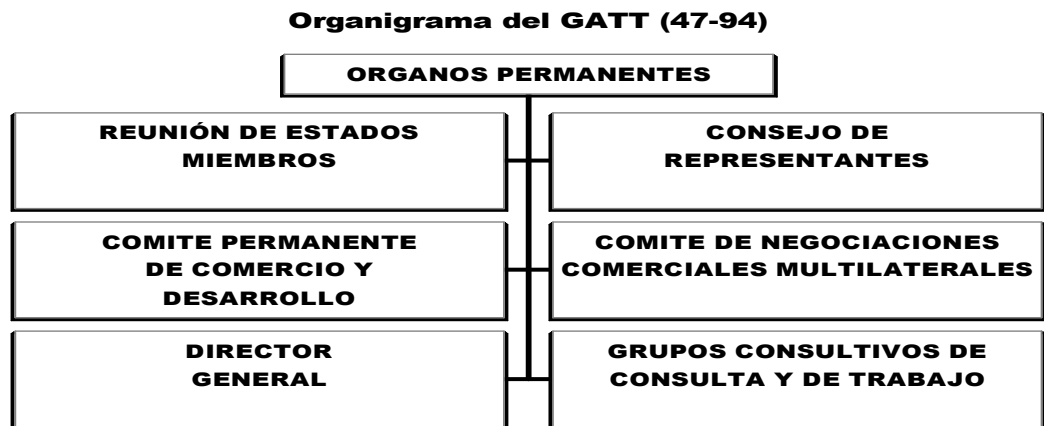 Organigrama del GATT (47-94)
ORGANOS PERMANENTES
REUNIÓN DE ESTADOS
MIEMBROS
CONSEJO DE
REPRESENTANTES
COMITE PERMANENTE
DE COMERCIO Y
DESARROLLO
COMITE DE NEGOCIACIONES
COMERCIALES MULTILATERALES
DIRECTOR
GENERAL
GRUPOS CONSULTIVOS DE
CONSULTA Y DE TRABAJO